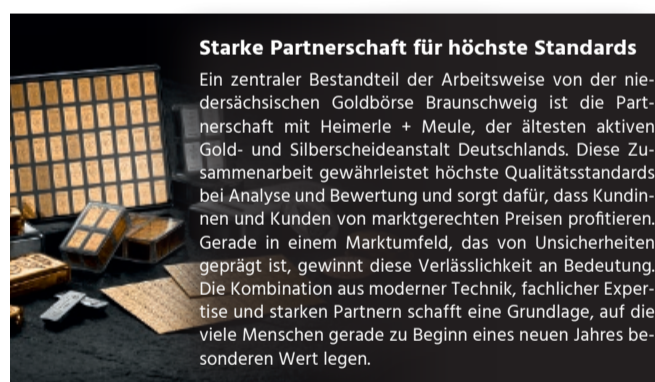 Starke Partnerschaft für höchste Standards
Ein zentraler Bestandteil der Arbeitsweise von der nie-
dersächsischen Goldbörse Braunschweig ist die Part-
nerschaft mit Heimerle + Meule, der ältesten aktiven
Gold- und Silberscheideanstalt Deutschlands. Diese Zu-
sammenarbeit gewährleistet höchste Qualitätsstandards
bei Analyse und Bewertung und sorgt dafür, dass Kundin-
nen und Kunden von marktgerechten Preisen profitieren.
Gerade in einem Marktumfeld, das von Unsicherheiten
geprägt ist, gewinnt diese Verlässlichkeit an Bedeutung.
Die Kombination aus moderner Technik, fachlicher Exper-
tise und starken Partnern schafft eine Grundlage, auf die
viele Menschen gerade zu Beginn eines neuen Jahres be-
sonderen Wert legen.